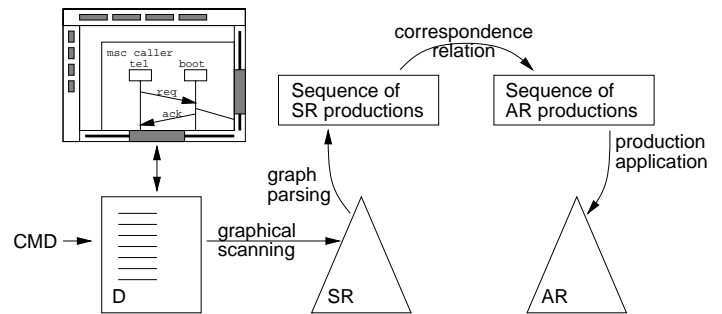 msc caller
tel boot
req
ack
correspondence
relation
Sequence of
SR productions
Sequence of
AR productions
graph
parsing
production
application
CMD
graphical
scanning
D
SR
AR